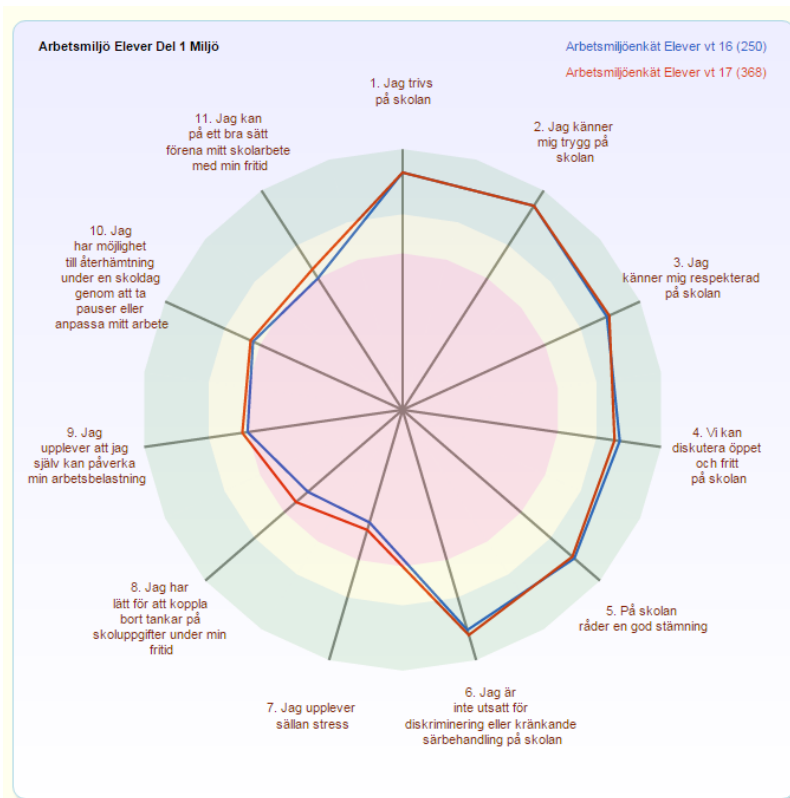 Arbetsmiljö Elever Del 1 Miljö
Arbetsmiljöenkät Elever vt 16 (250)
Arbetsmiljöenkät Elever vt 17 (368)
1. Jag trivs
på skolan
2. Jag känner
mig trygg på
skolan
3. Jag
känner mig respekterad
på skolan
4. Vi kan
diskutera öppet
och fritt
på skolan
5. På skolan
råder en god stämning
6. Jag är
inte utsatt för
diskriminering eller kränkande
särbehandling på skolan
7. Jag upplever
sällan stress
8. Jag har
lätt för att koppla
bort tankar på
skoluppgifter under min
fritid
9. Jag
upplever att jag
själv kan påverka
min arbetsbelastning
10. Jag
har möjlighet
till återhämtning
under en skoldag
genom att ta
pauser eller
anpassa mitt arbete
11. Jag kan
på ett bra sätt
förena mitt skolarbete
med min fritid